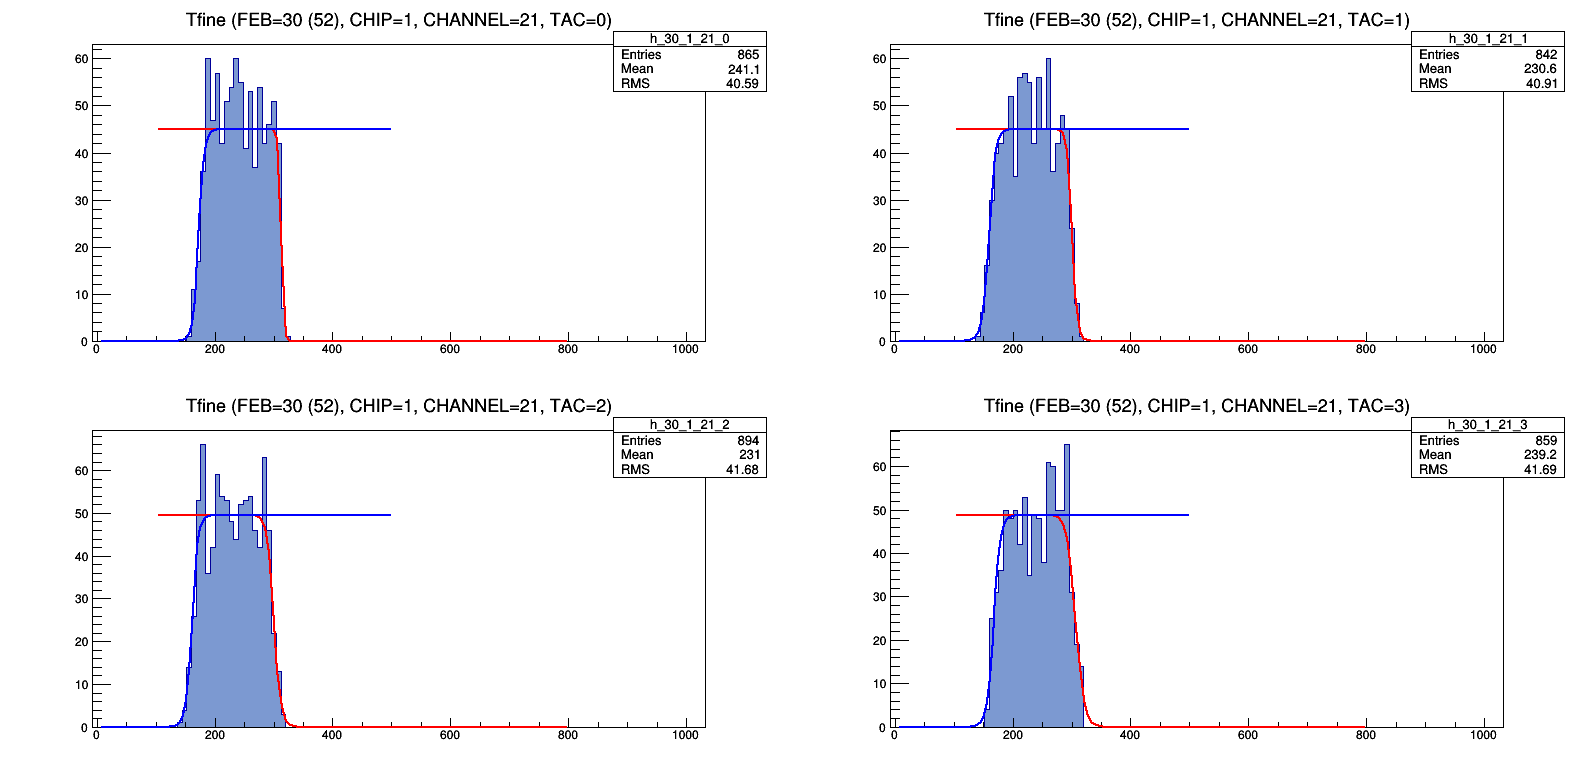 Tfine (FEB=30 (52), CHIP=1, CHANNEL=21, TAC=0)
h_30_1_21_0
Entries 865
Mean 241.1
RMS 40.59
60
50
40
30
20
10
0
0 200 400 600 800 1000
Tfine (FEB=30 (52), CHIP=1, CHANNEL=21, TAC=1)
h_30_1_21_1
Entries 842
Mean 230.6
RMS 40.91
60
50
40
30
20
10
0
0 200 400 600 800 1000
Tfine (FEB=30 (52), CHIP=1, CHANNEL=21, TAC=2)
h_30_1_21_2
Entries 894
Mean 231
RMS 41.68
60
50
40
30
20
10
0
0 200 400 600 800 1000
Tfine (FEB=30 (52), CHIP=1, CHANNEL=21, TAC=3)
h_30_1_21_3
Entries 859
Mean 239.2
RMS 41.69
60
50
40
30
20
10
0
0 200 400 600 800 1000